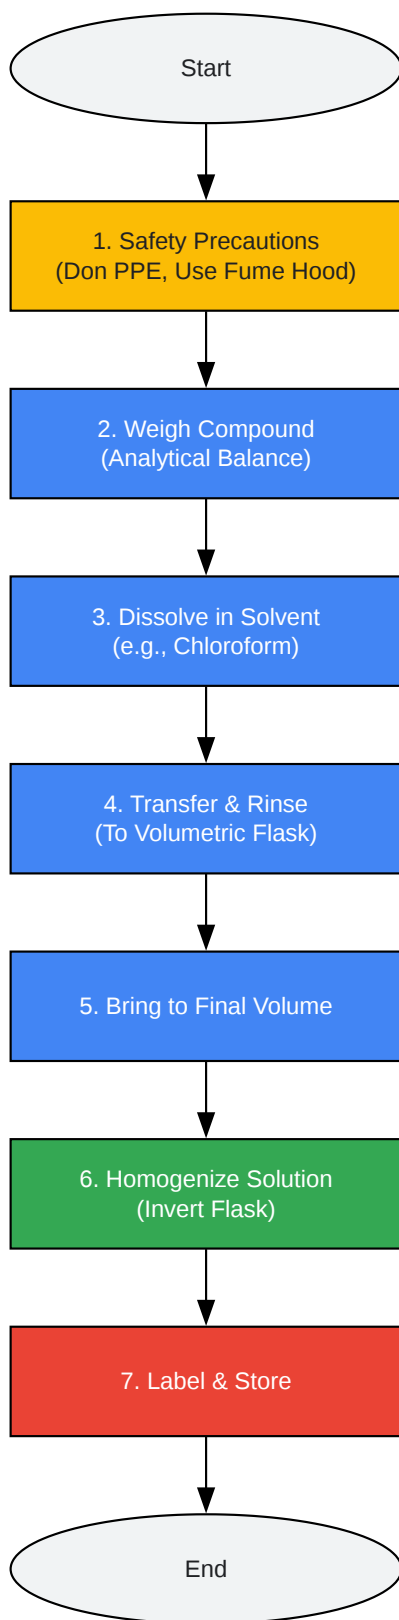 Start
1. Safety Precautions
(Don PPE, Use Fume Hood)
2. Weigh Compound
(Analytical Balance)
3. Dissolve in Solvent
(e.g., Chloroform)
4. Transfer & Rinse
(To Volumetric Flask)
5. Bring to Final Volume
6. Homogenize Solution
(Invert Flask)
7. Label & Store
End